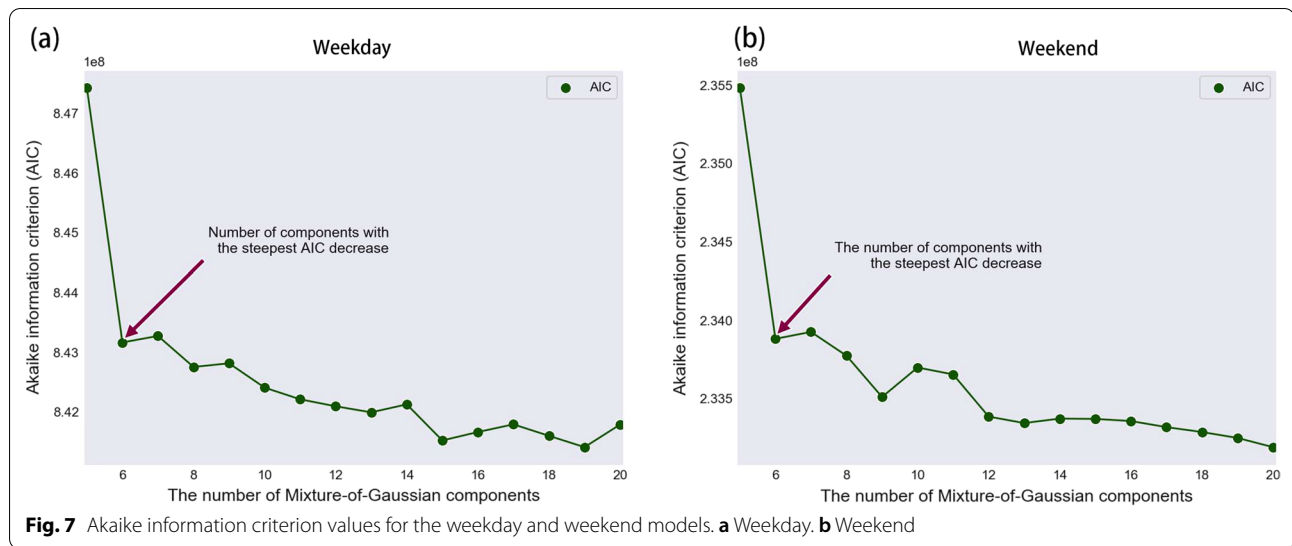 (a)
Weekday
1e8
AIC
8.47
8.46
8.45
8.44
8.43
8.42
Akaike information criterion (AIC)
Number of components with
the steepest AIC decrease
6 8 10 12 14 16 18 20
The number of Mixture-of-Gaussian components
(b)
Weekend
1e8
AIC
2.355
2.350
2.345
2.340
2.335
Akaike information criterion (AIC)
The number of components with
the steepest AIC decrease
6 8 10 12 14 16 18 20
The number of Mixture-of-Gaussian components
Fig. 7 Akaike information criterion values for the weekday and weekend models. a Weekday. b Weekend